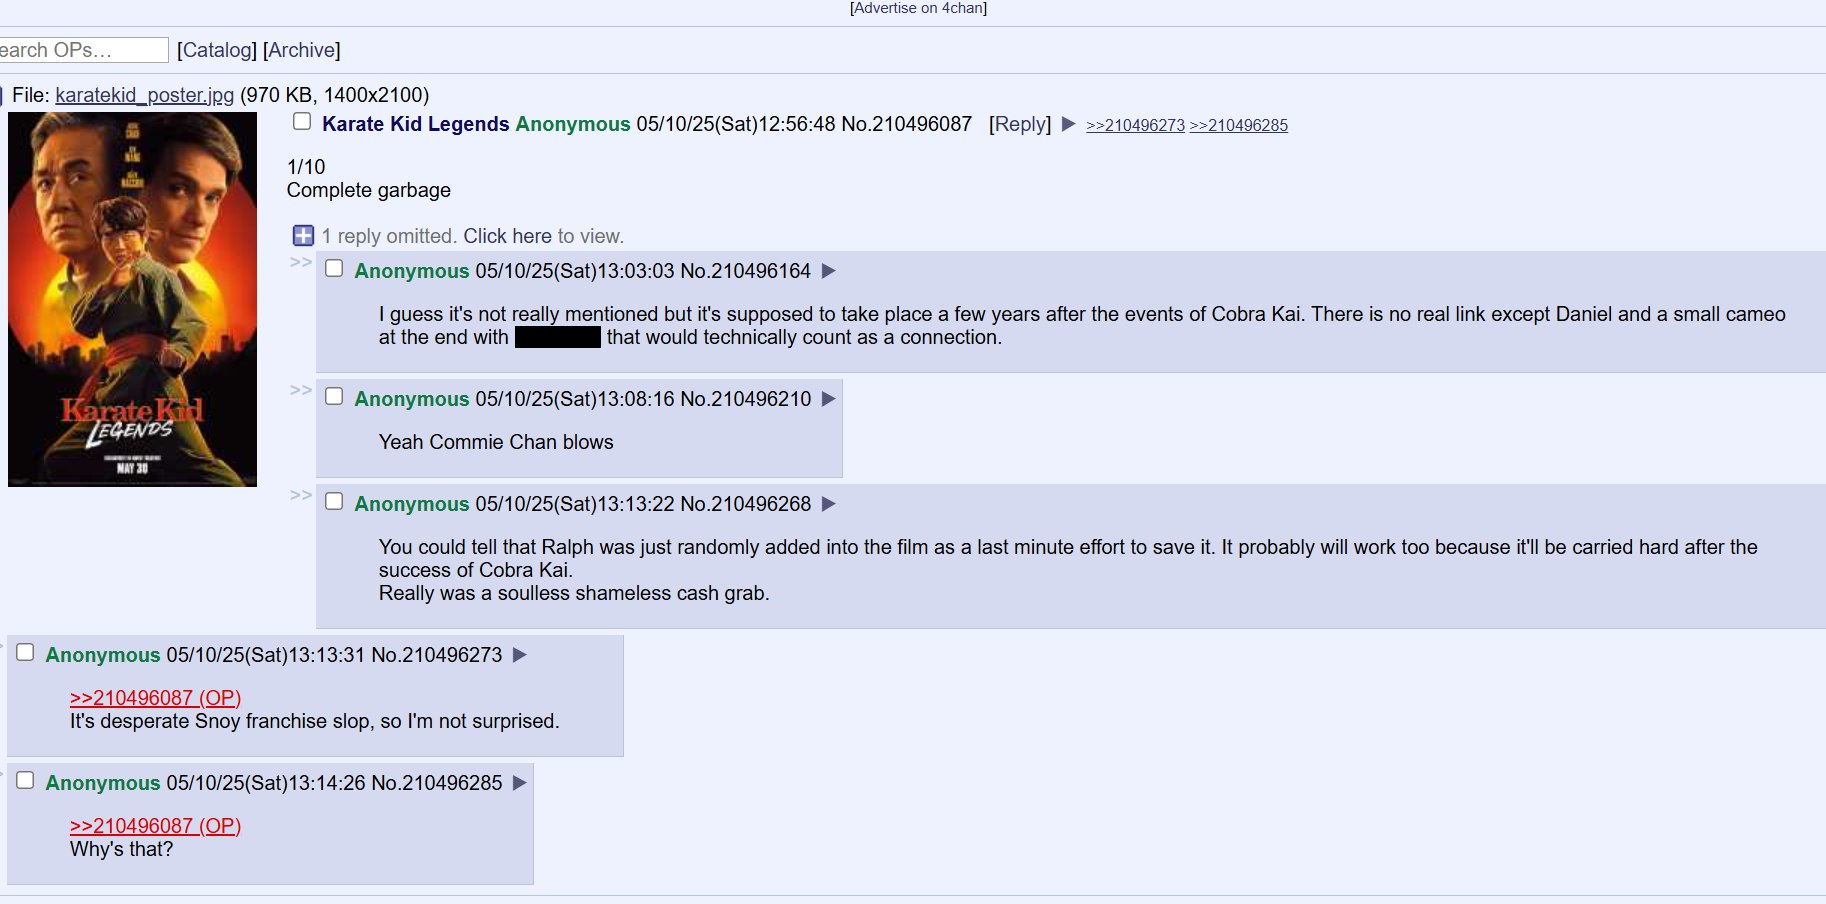 [Advertise on 4chan]
earch OPs…
[Catalog] [Archive]
File: karatekid_poster.jpg (970 KB, 1400x2100)
Karate Kid Legends Anonymous 05/10/25(Sat)12:56:48 No.210496087 [Reply] ▶ >>210496273 >>210496285
1/10
Complete garbage
1 reply omitted. Click here to view.
>> Anonymous 05/10/25(Sat)13:03:03 No.210496164 ▶
I guess it's not really mentioned but it's supposed to take place a few years after the events of Cobra Kai. There is no real link except Daniel and a small cameo
at the end with that would technically count as a connection.
>> Anonymous 05/10/25(Sat)13:08:16 No.210496210 ▶
Yeah Commie Chan blows
Karate Kid
LEGENDS
MAY 30
>> Anonymous 05/10/25(Sat)13:13:22 No.210496268 ▶
You could tell that Ralph was just randomly added into the film as a last minute effort to save it. It probably will work too because it'll be carried hard after the
success of Cobra Kai.
Really was a soulless shameless cash grab.
Anonymous 05/10/25(Sat)13:13:31 No.210496273 ▶
>>210496087 (OP)
It's desperate Snoy franchise slop, so I'm not surprised.
Anonymous 05/10/25(Sat)13:14:26 No.210496285 ▶
>>210496087 (OP)
Why's that?